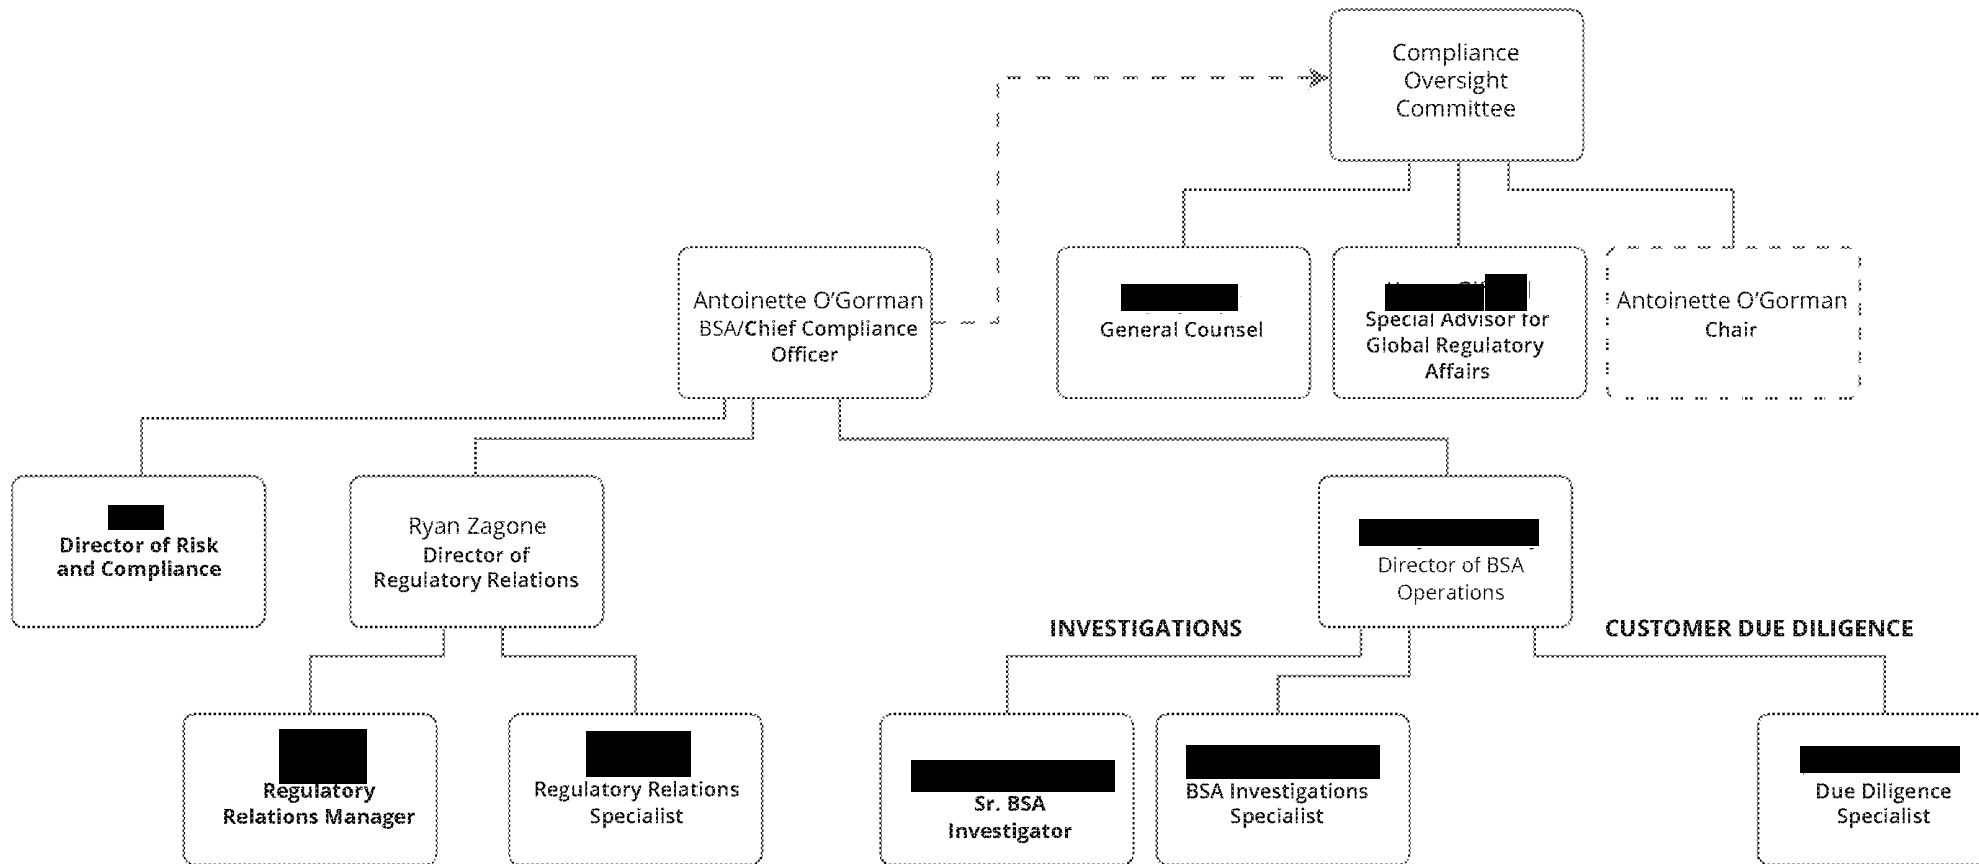 Compliance
Oversight
Committee
Antoinette O’Gorman
BSA/Chief Compliance
Officer
General Counsel
Special Advisor for
Global Regulatory
Affairs
Antoinette O’Gorman
Chair
Director of Risk
and Compliance
Ryan Zagone
Director of
Regulatory Relations
Director of BSA
Operations
INVESTIGATIONS
CUSTOMER DUE DILIGENCE
Regulatory
Relations Manager
Regulatory Relations
Specialist
Sr. BSA
Investigator
BSA Investigations
Specialist
Due Diligence
Specialist